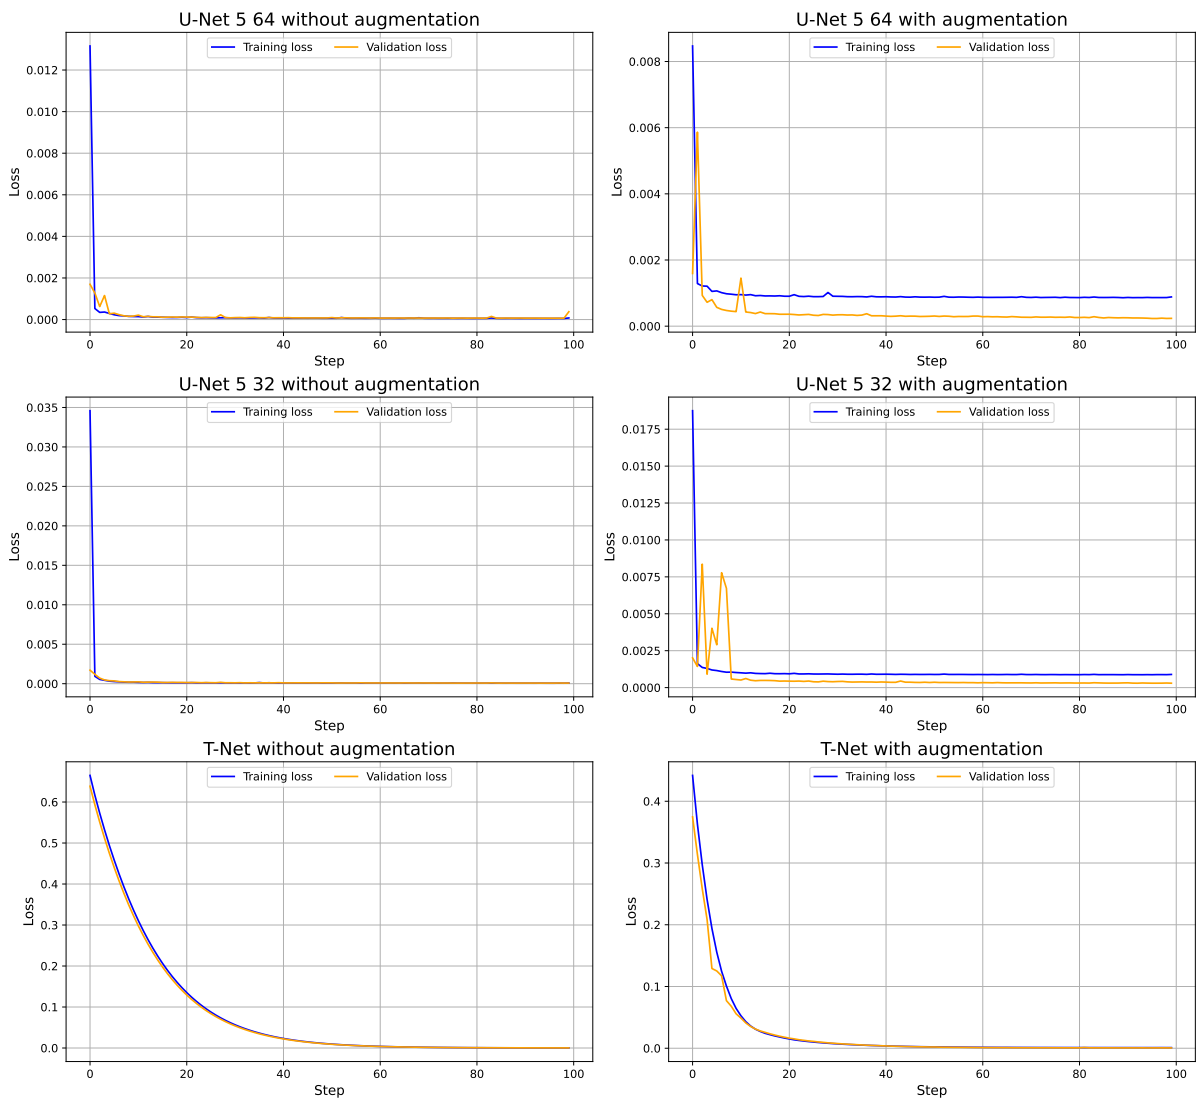 U-Net 5 64 without augmentation
Training loss Validation loss
0.012
0.010
0.008
0.006
0.004
0.002
0.000
Loss
0 20 40 60 80 100
Step
U-Net 5 64 with augmentation
Training loss Validation loss
0.008
0.006
0.004
0.002
0.000
Loss
0 20 40 60 80 100
Step
U-Net 5 32 without augmentation
Training loss Validation loss
0.035
0.030
0.025
0.020
0.015
0.010
0.005
0.000
Loss
0 20 40 60 80 100
Step
U-Net 5 32 with augmentation
Training loss Validation loss
0.0175
0.0150
0.0125
0.0100
0.0075
0.0050
0.0025
0.0000
Loss
0 20 40 60 80 100
Step
T-Net without augmentation
Training loss Validation loss
0.6
0.5
0.4
0.3
0.2
0.1
0.0
Loss
0 20 40 60 80 100
Step
T-Net with augmentation
Training loss Validation loss
0.4
0.3
0.2
0.1
0.0
Loss
0 20 40 60 80 100
Step